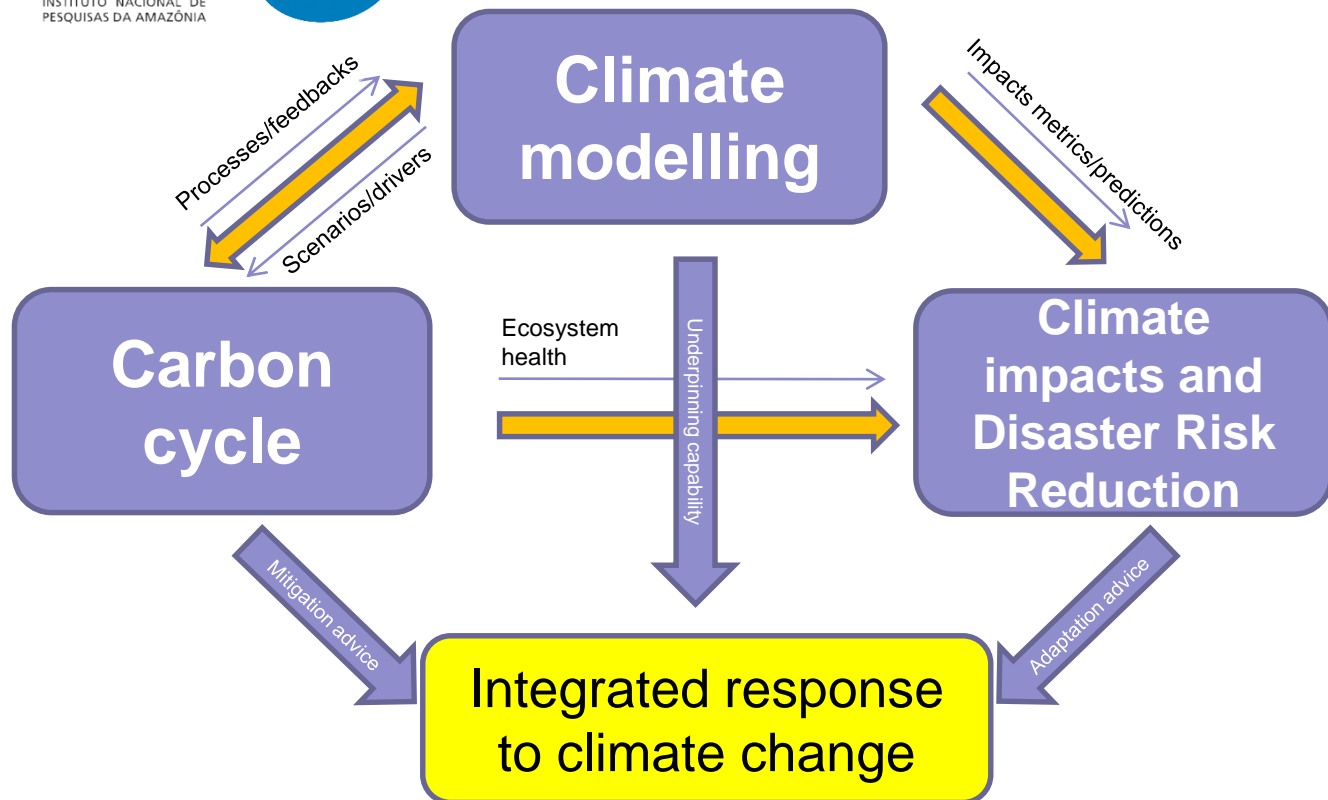 INSTITUTO NACIONAL DE
PESQUISAS DA AMAZÔNIA
Climate
modelling
Processes/feedbacks
Scenarios/drivers
Impacts metrics/predictions
Carbon
cycle
Ecosystem
health
Underpinning capability
Climate
impacts and
Disaster Risk
Reduction
Mitigation advice
Adaptation advice
Integrated response
to climate change